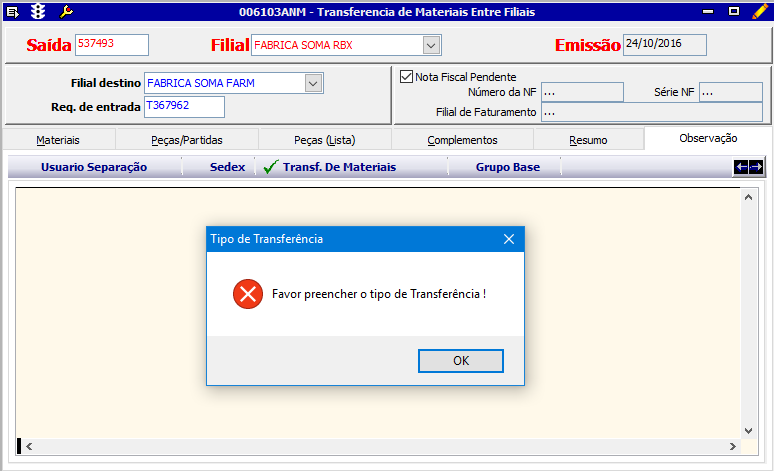 006103ANM - Transferencia de Materiais Entre Filiais
Saída 537493 Filial FABRICA SOMA RBX Emissão 24/10/2016
Filial destino FABRICA SOMA FARM
Req. de entrada T367962
Nota Fiscal Pendente
Número da NF ... Série NF ...
Filial de Faturamento ...
Materiais Peças/Partidas Peças (Lista) Complementos Resumo Observação
Usuario Separação Sedex Transf. De Materiais Grupo Base
Tipo de Transferência
Favor preencher o tipo de Transferência !
OK